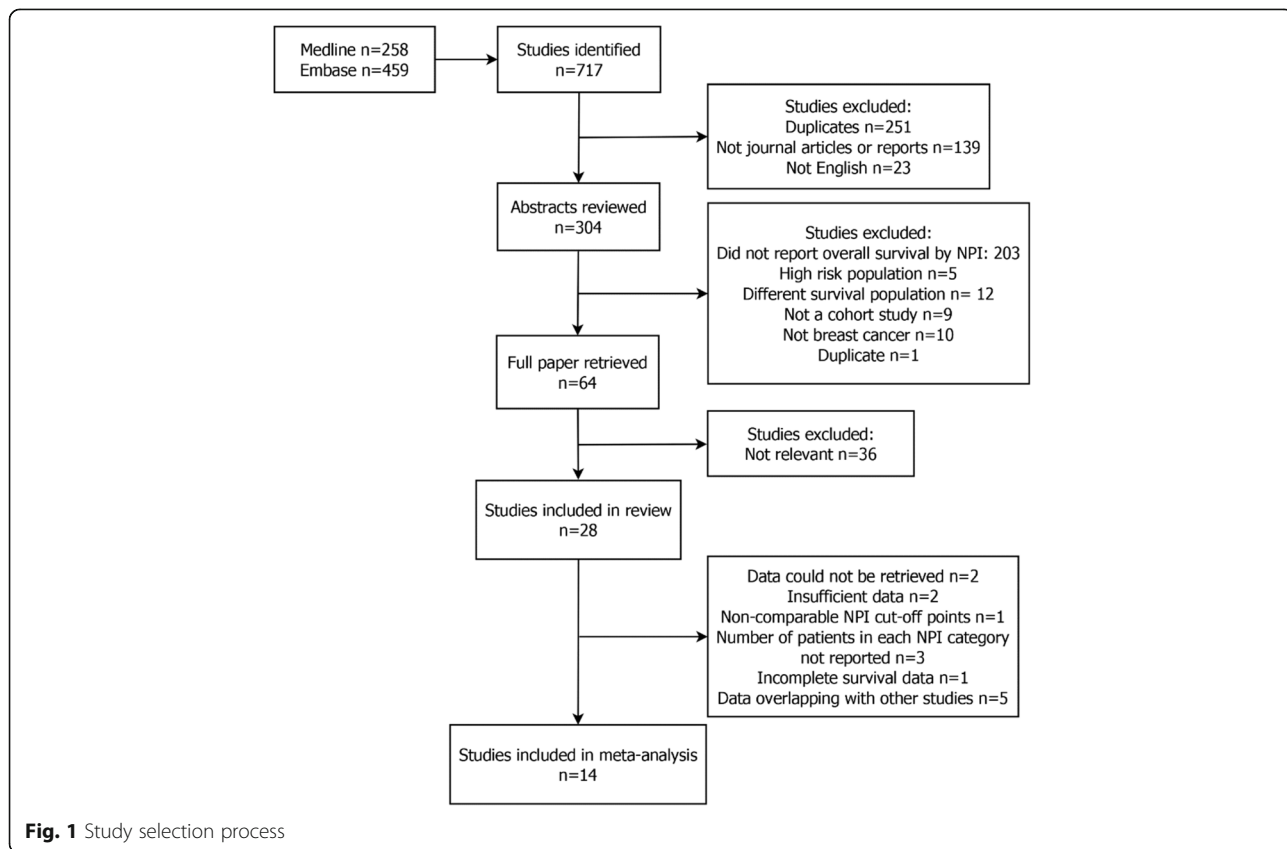 Medline n=258
Embase n=459
Studies identified
n=717
Studies excluded:
Duplicates n=251
Not journal articles or reports n=139
Not English n=23
Abstracts reviewed
n=304
Studies excluded:
Did not report overall survival by NPI: 203
High risk population n=5
Different survival population n= 12
Not a cohort study n=9
Not breast cancer n=10
Duplicate n=1
Full paper retrieved
n=64
Studies excluded:
Not relevant n=36
Studies included in review
n=28
Data could not be retrieved n=2
Insufficient data n=2
Non-comparable NPI cut-off points n=1
Number of patients in each NPI category
not reported n=3
Incomplete survival data n=1
Data overlapping with other studies n=5
Studies included in meta-analysis
n=14
Fig. 1 Study selection process